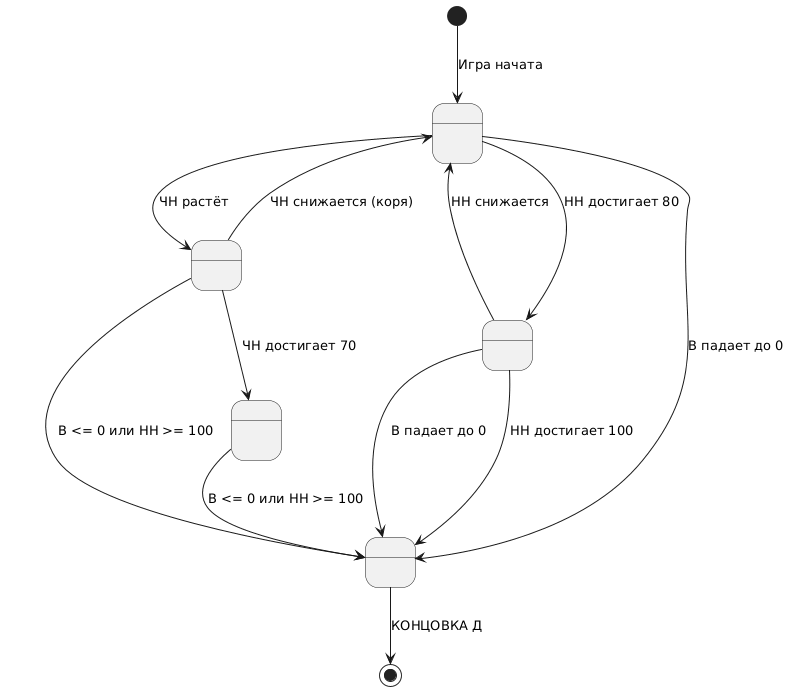 Игра начата
ЧН растёт
ЧН снижается (коря)
НН снижается
НН достигает 80
ЧН достигает 70
В падает до 0
В <= 0 или НН >= 100
В падает до 0
НН достигает 100
В <= 0 или НН >= 100
КОНЦОВКА Д